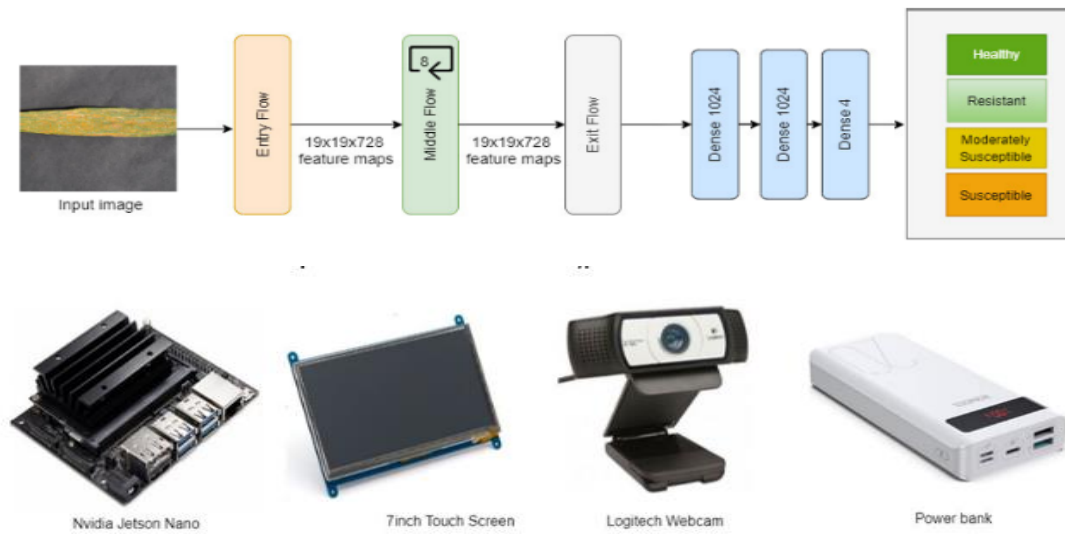 Input image
Entry Flow
19x19x728
feature maps
8
Middle Flow
19x19x728
feature maps
Exit Flow
Dense 1024
Dense 1024
Dense 4
Healthy
Resistant
Moderately
Susceptible
Susceptible
Nvidia Jetson Nano
7inch Touch Screen
Logitech Webcam
Power bank